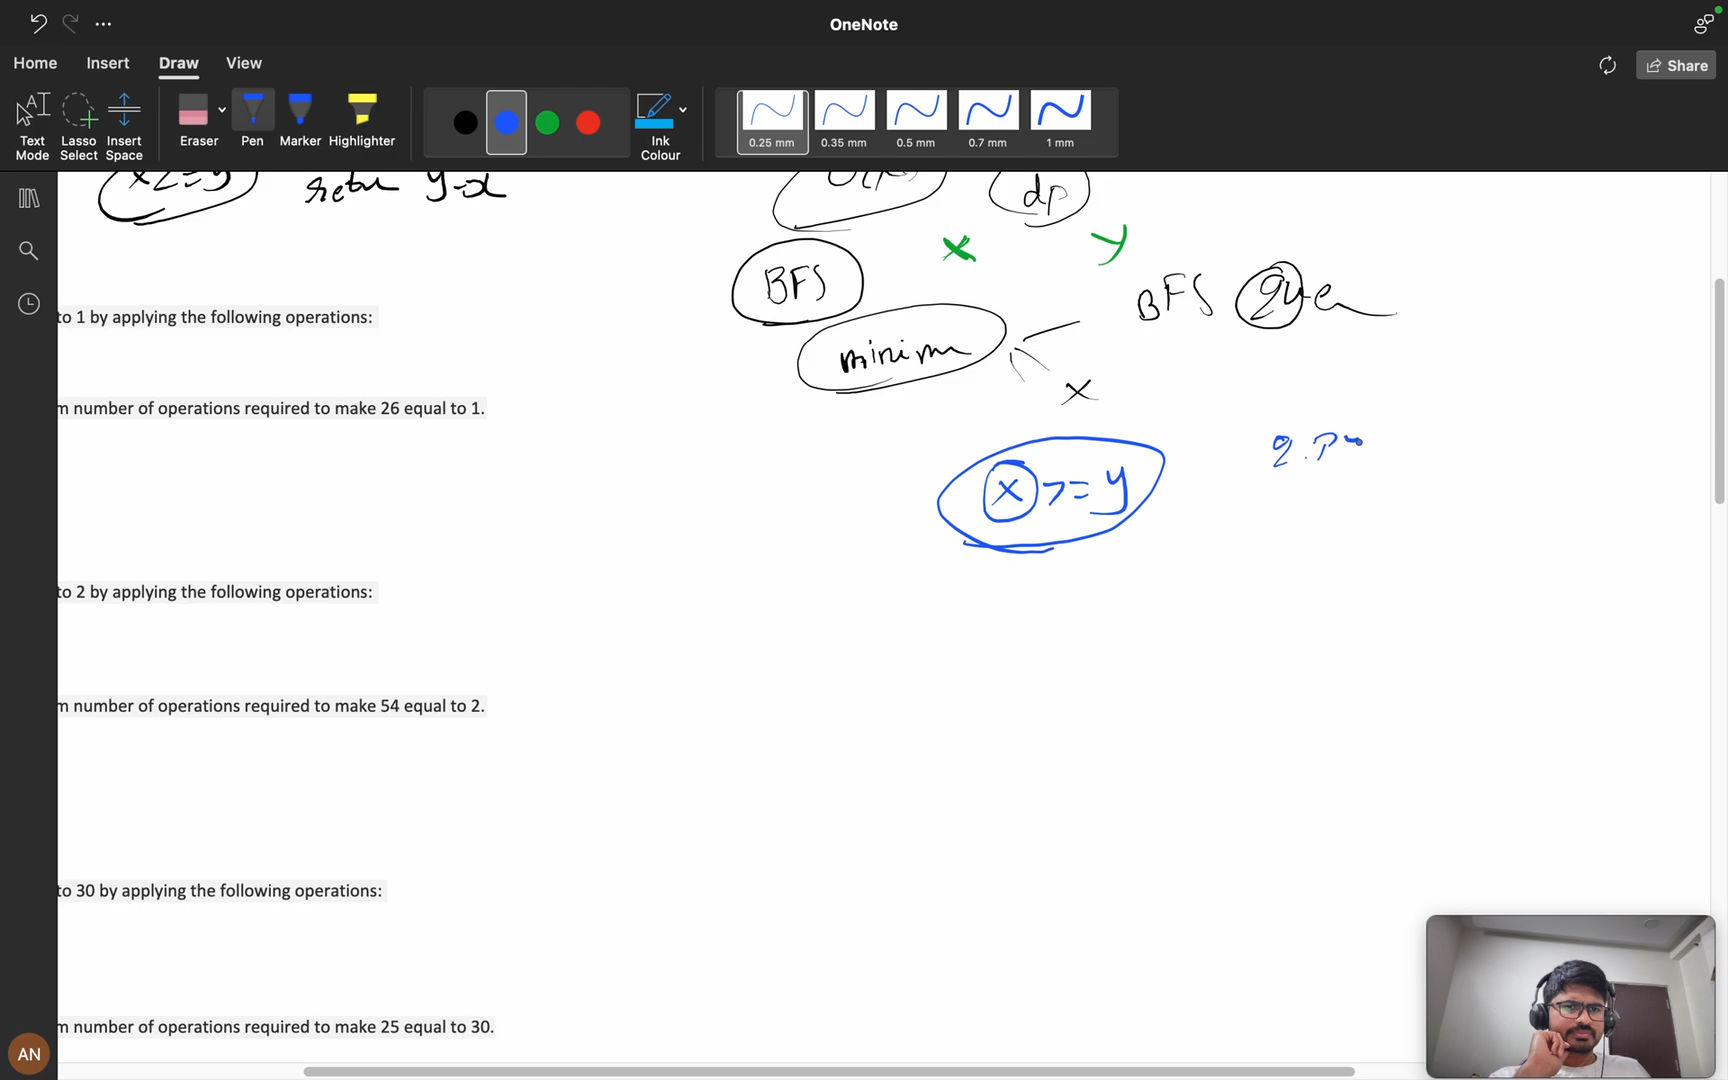 OneNote
Home Insert Draw View
Share
Text Mode
Lasso Select
Insert Space
Eraser
Pen
Marker
Highlighter
Ink Colour
0.25 mm
0.35 mm
0.5 mm
0.7 mm
1 mm
x<=y y-x
dp
x y
BFS
BFS
to 1 by applying the following operations:
x
m number of operations required to make 26 equal to 1.
x >= y
to 2 by applying the following operations:
m number of operations required to make 54 equal to 2.
to 30 by applying the following operations:
m number of operations required to make 25 equal to 30.
AN